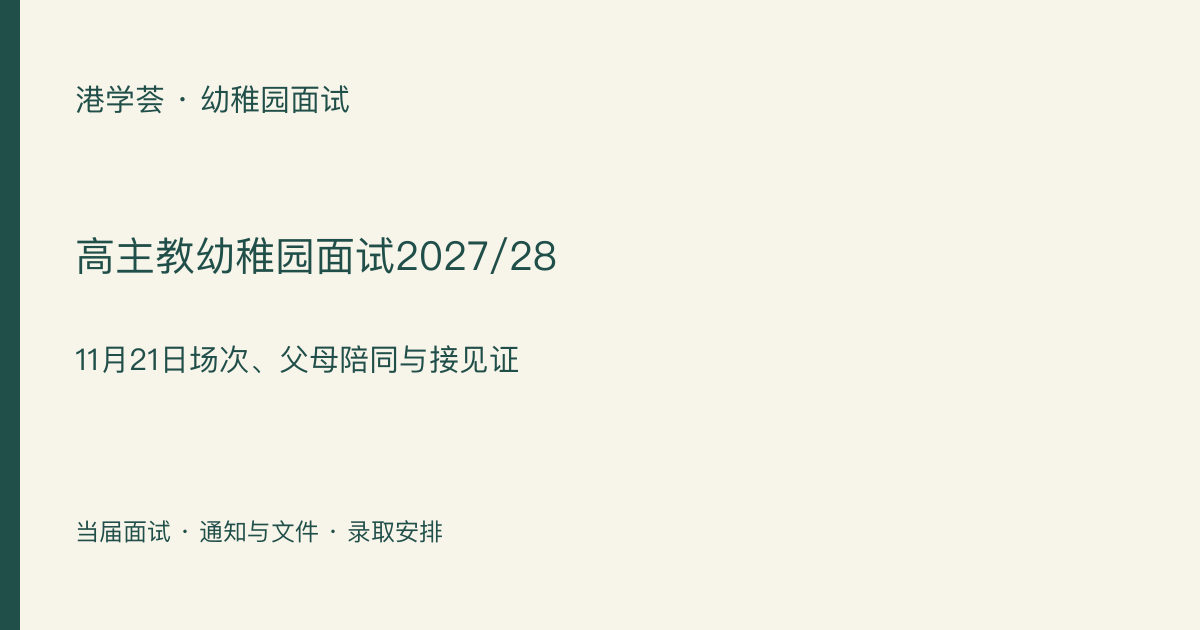 港学荟 · 幼稚园面试
高主教幼稚园面试2027/28
11月21日场次、父母陪同与接见证
当届面试 · 通知与文件 · 录取安排